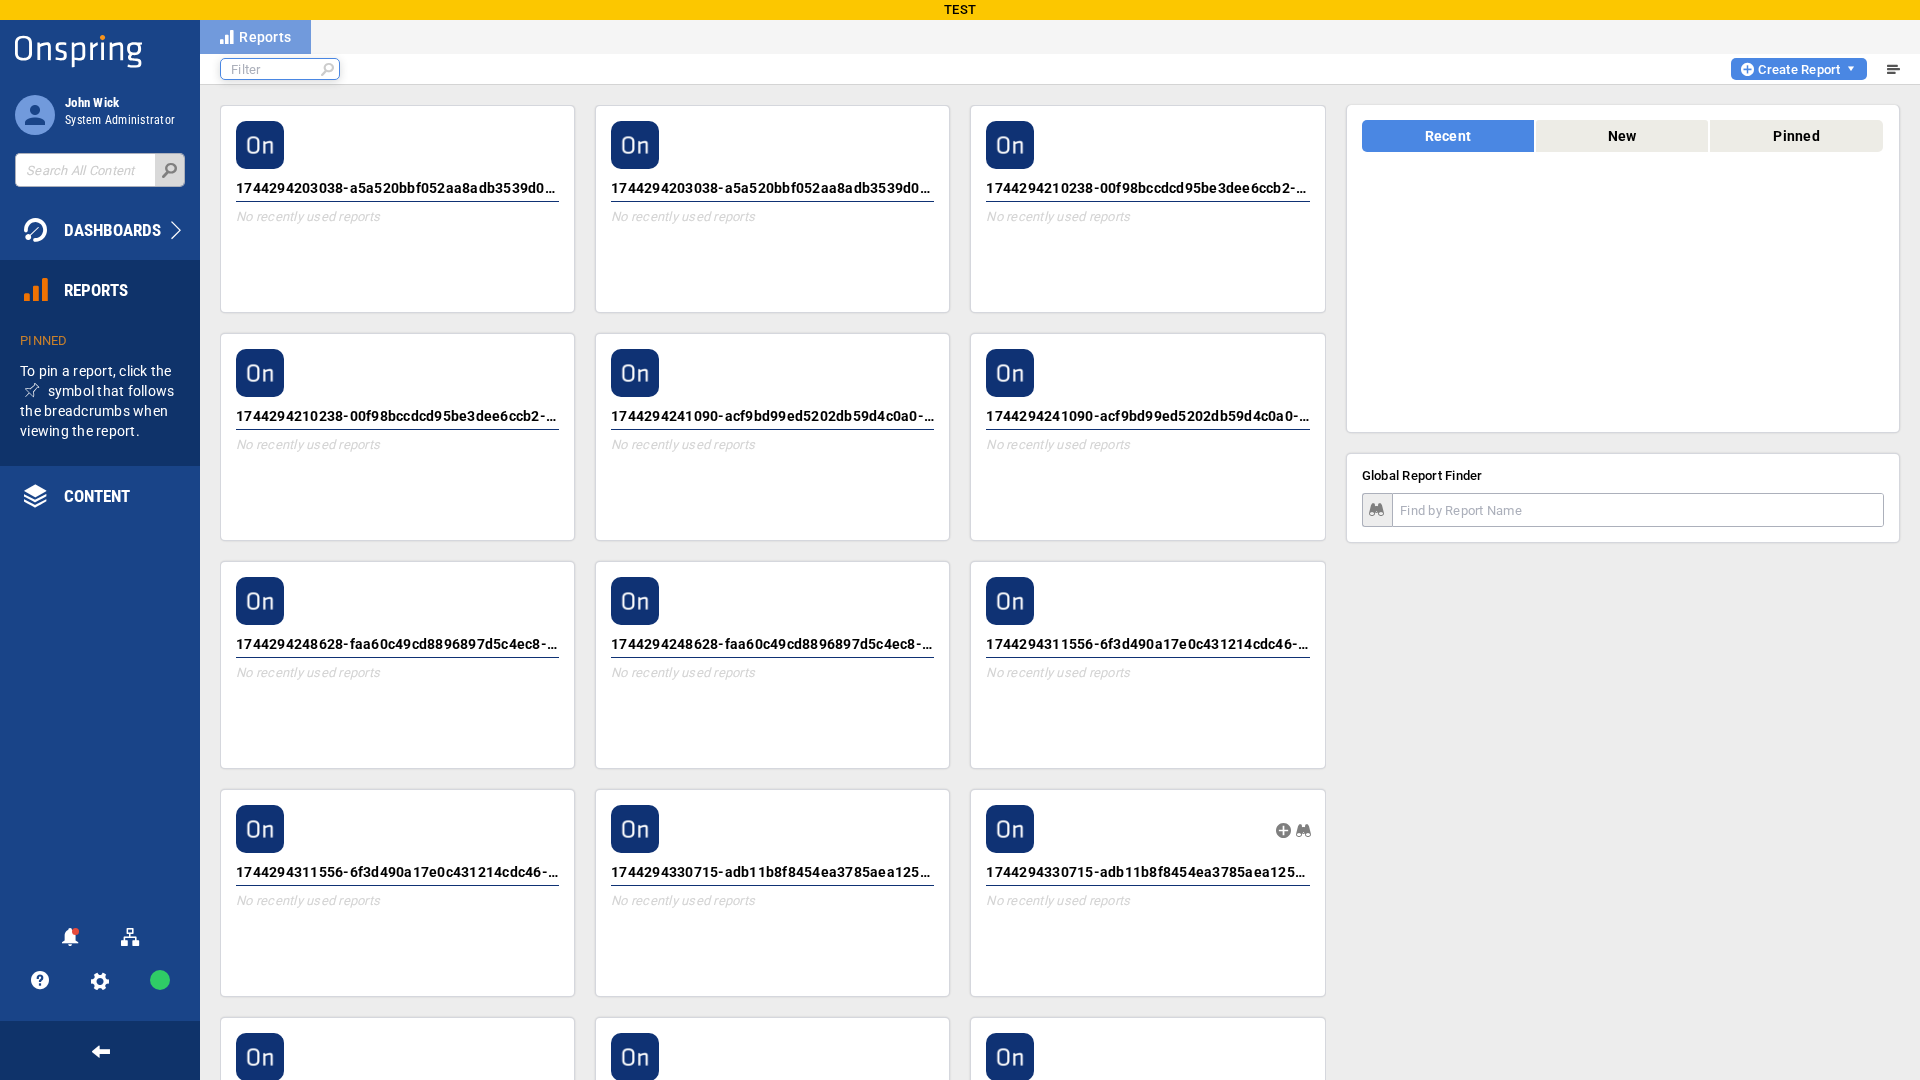 TEST
Onspring
John Wick
System Administrator
Search All Content
DASHBOARDS
REPORTS
PINNED
To pin a report, click the
symbol that follows
the breadcrumbs when
viewing the report.
CONTENT
Reports
Filter
Create Report
On
1744294203038-a5a520bbf052aa8adb3539d0...
No recently used reports
On
1744294203038-a5a520bbf052aa8adb3539d0...
No recently used reports
On
1744294210238-00f98bccdcd95be3dee6ccb2-...
No recently used reports
On
1744294210238-00f98bccdcd95be3dee6ccb2-...
No recently used reports
On
1744294241090-acf9bd99ed5202db59d4c0a0-...
No recently used reports
On
1744294241090-acf9bd99ed5202db59d4c0a0-...
No recently used reports
On
1744294248628-faa60c49cd8896897d5c4ec8-...
No recently used reports
On
1744294248628-faa60c49cd8896897d5c4ec8-...
No recently used reports
On
1744294311556-6f3d490a17e0c431214cdc46-...
No recently used reports
On
1744294311556-6f3d490a17e0c431214cdc46-...
No recently used reports
On
1744294330715-adb11b8f8454ea3785aea125...
No recently used reports
On
1744294330715-adb11b8f8454ea3785aea125...
No recently used reports
On
On
On
Recent
New
Pinned
Global Report Finder
Find by Report Name